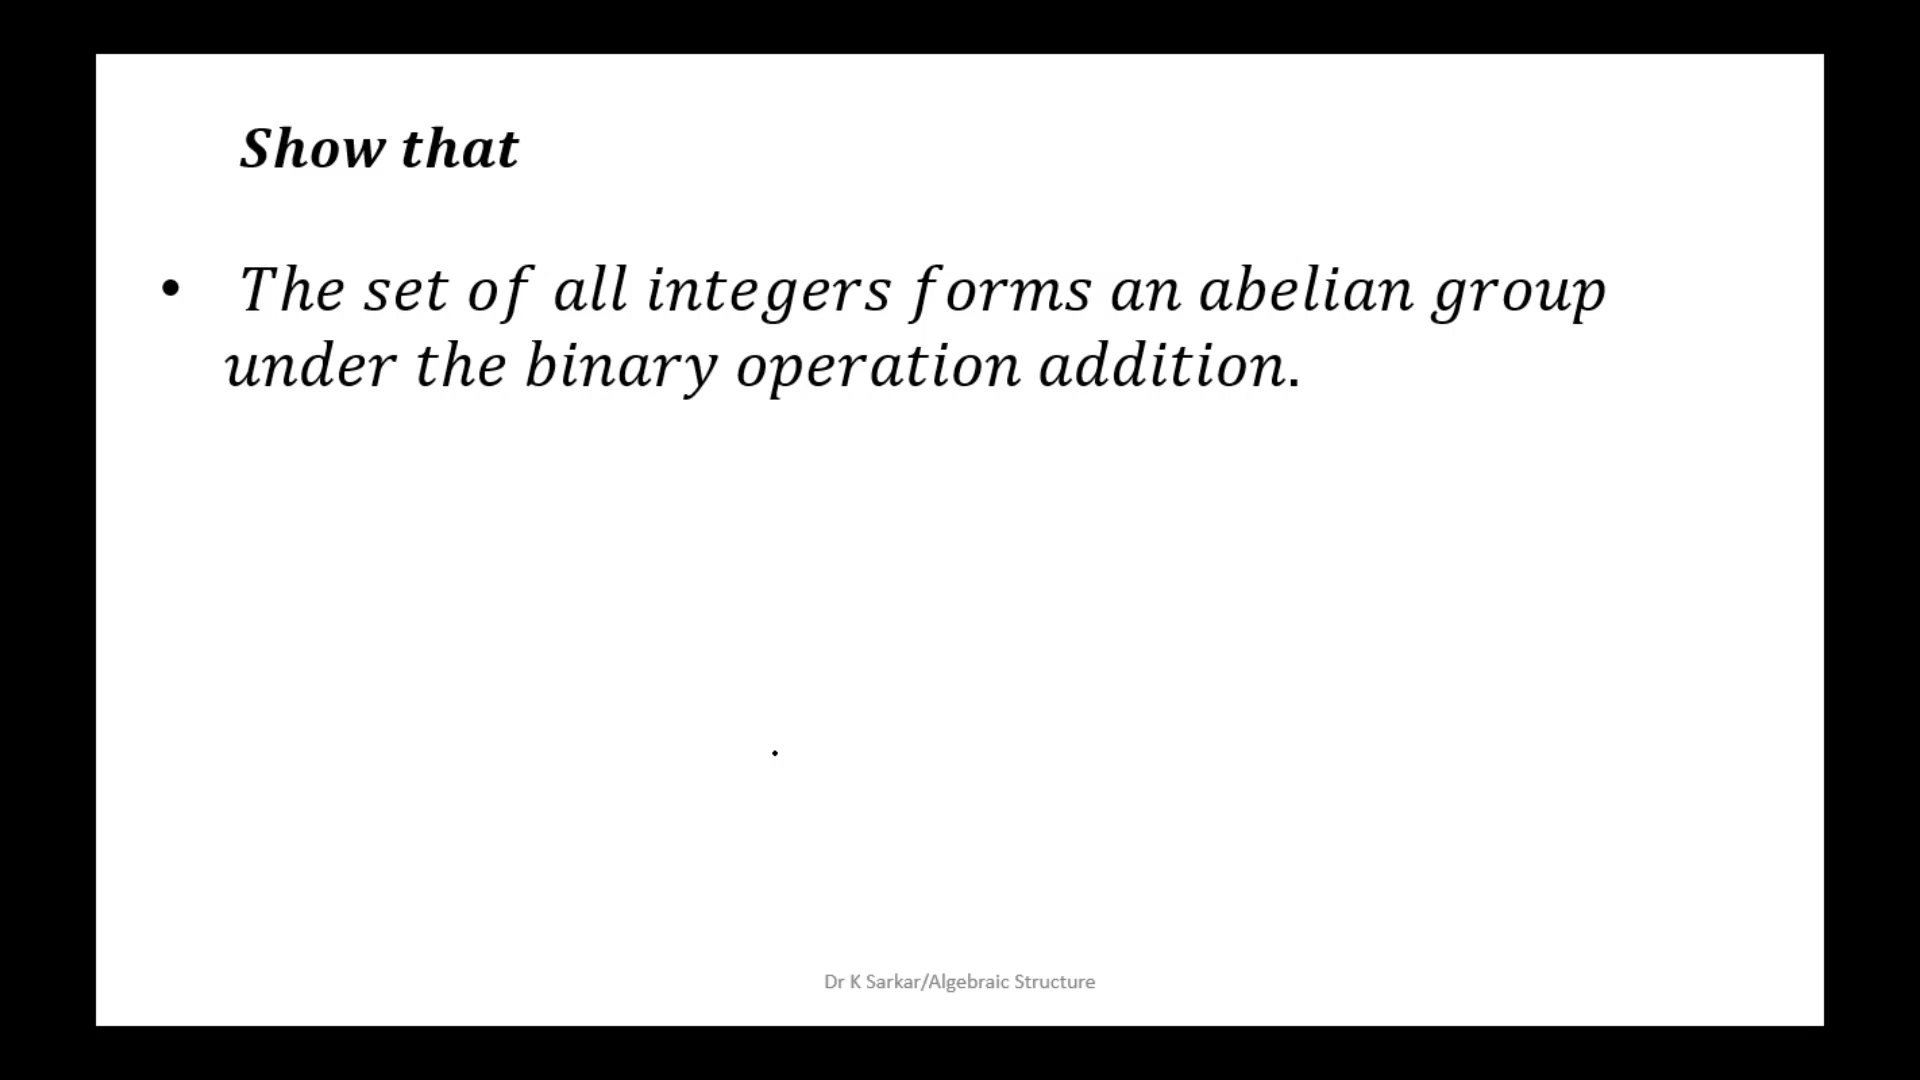 Show that
• The set of all integers forms an abelian group
under the binary operation addition.
Dr K Sarkar/Algebraic Structure